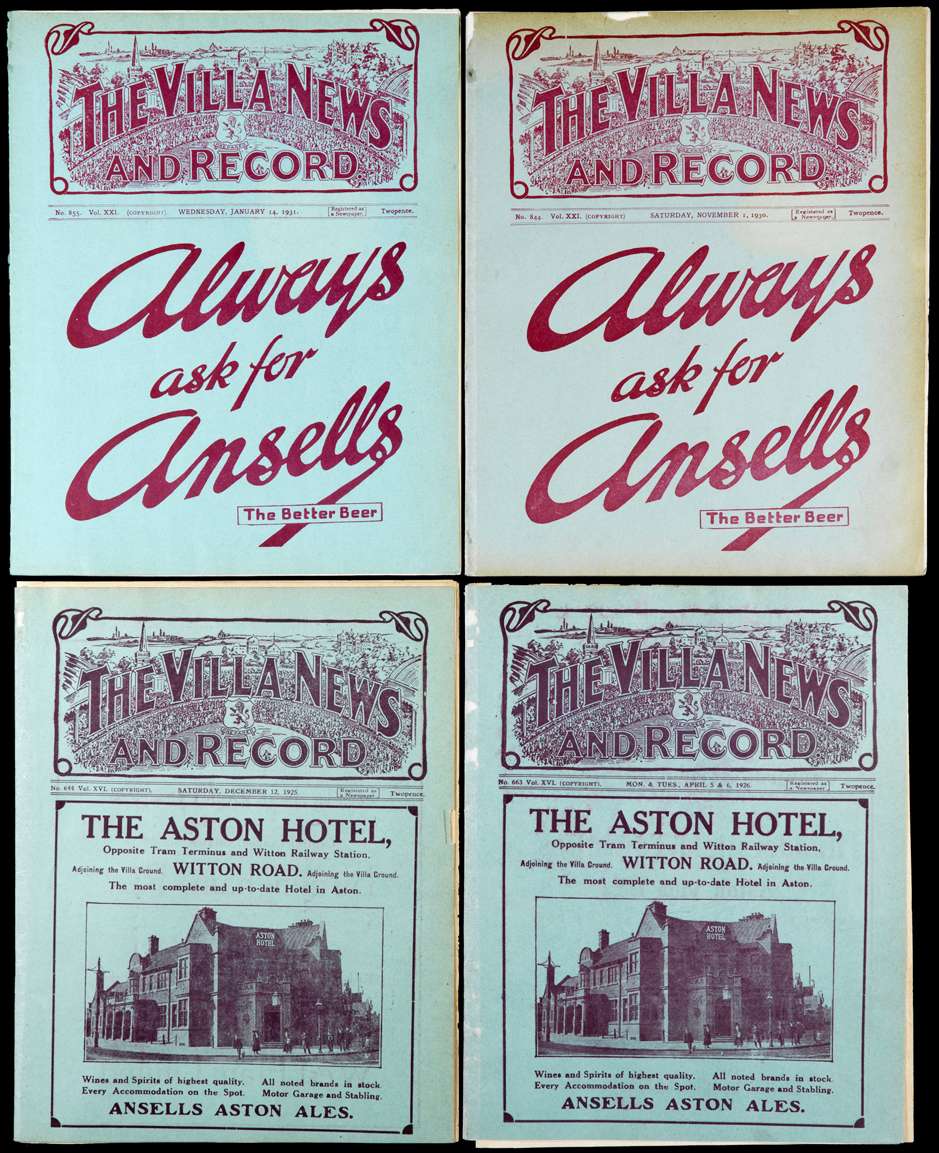 THE VILLA NEWS
AND RECORD.
No. 855. Vol. XXI. (COPYRIGHT). WEDNESDAY, JANUARY 14, 1931. Registered as a Newspaper. Twopence.
Always
ask for
Ansells
The Better Beer
THE VILLA NEWS
AND RECORD.
No. 844. Vol. XXI. (COPYRIGHT) SATURDAY, NOVEMBER 1, 1930. Registered as a Newspaper. Twopence.
Always
ask for
Ansells
The Better Beer
THE VILLA NEWS
AND RECORD.
Vol. XVI. (COPYRIGHT). SATURDAY, DECEMBER 12, 1925. Registered as a Newspaper Twopence.
THE ASTON HOTEL,
Opposite Tram Terminus and Witton Railway Station,
Adjoining the Villa Ground. WITTON ROAD. Adjoining the Villa Ground.
The most complete and up-to-date Hotel in Aston.
ASTON
HOTEL
Wines and Spirits of highest quality. All noted brands in stock.
Every Accommodation on the Spot. Motor Garage and Stabling.
ANSELLS ASTON ALES.
THE VILLA NEWS
AND RECORD.
No. 663 Vol. XVI. (COPYRIGHT). MON. & TUES., APRIL 5 & 6, 1926. Registered as a Newspaper Twopence.
THE ASTON HOTEL,
Opposite Tram Terminus and Witton Railway Station,
Adjoining the Villa Ground. WITTON ROAD. Adjoining the Villa Ground.
The most complete and up-to-date Hotel in Aston.
ASTON
HOTEL
Wines and Spirits of highest quality. All noted brands in stock.
Every Accommodation on the Spot. Motor Garage and Stabling.
ANSELLS ASTON ALES.